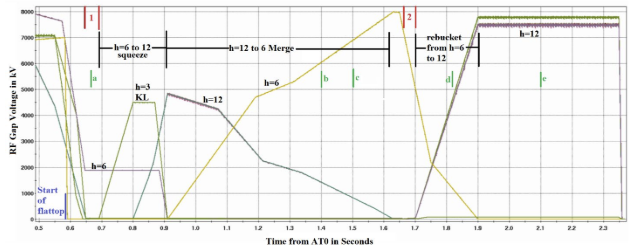 RF Gap Voltage in kV
8000
7000
6000
5000
4000
3000
2000
1000
0
1
2
h=6 to 12
squeeze
h=12 to 6 Merge
rebucket
from h=6
to 12
h=12
a
b
c
d
e
h=3
KL
h=12
h=6
h=6
Start
of
flattop
0.5 0.6 0.7 0.8 0.9 1.0 1.1 1.2 1.3 1.4 1.5 1.6 1.7 1.8 1.9 2.0 2.1 2.2 2.3
Time from AT0 in Seconds